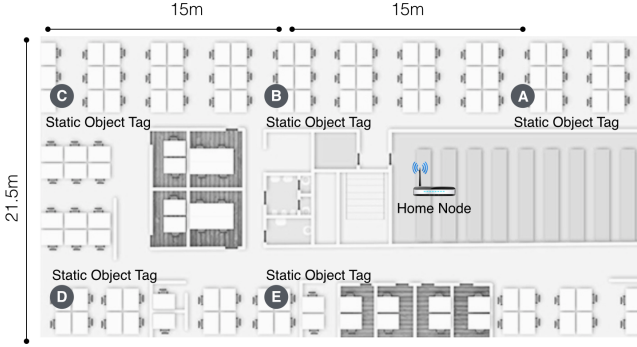 15m
15m
C
B
A
Static Object Tag
Static Object Tag
Static Object Tag
21.5m
Home Node
Static Object Tag
Static Object Tag
D
E